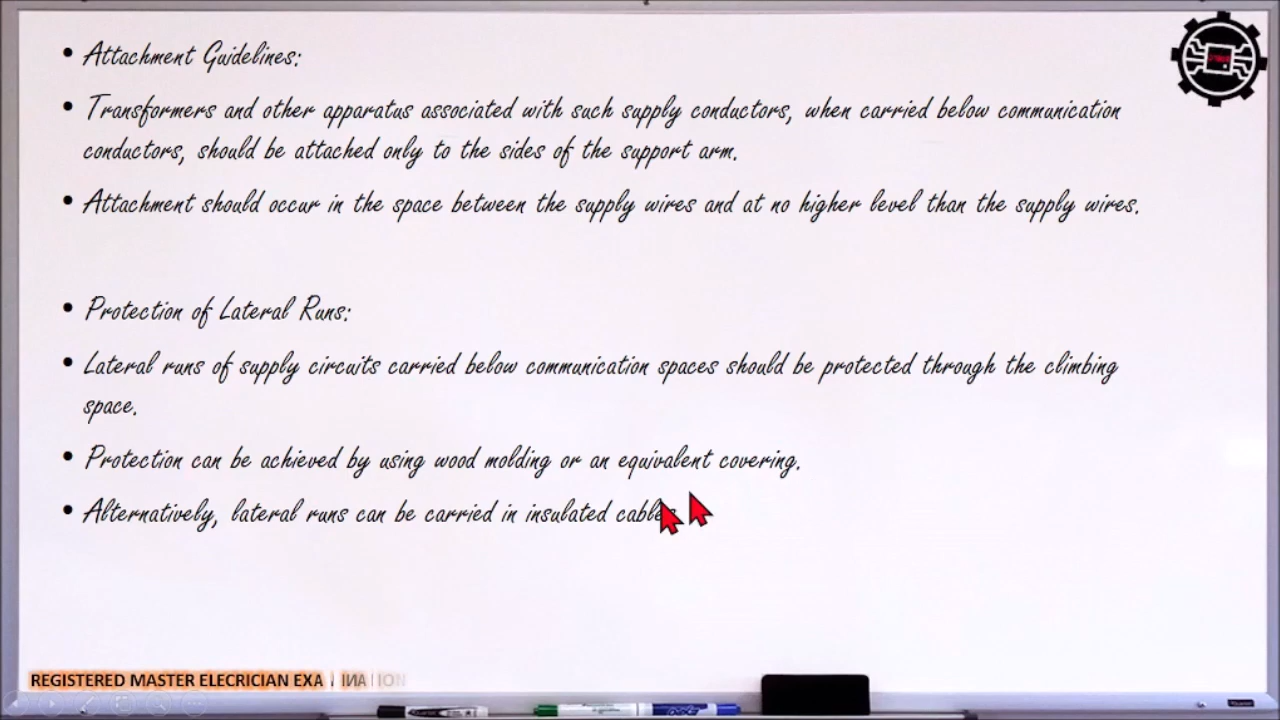 • Attachment Guidelines:
• Transformers and other apparatus associated with such supply conductors, when carried below communication
conductors, should be attached only to the sides of the support arm.
• Attachment should occur in the space between the supply wires and at no higher level than the supply wires.
• Protection of Lateral Runs:
• Lateral runs of supply circuits carried below communication spaces should be protected through the climbing
space.
• Protection can be achieved by using wood molding or an equivalent covering.
• Alternatively, lateral runs can be carried in insulated cables
REGISTERED MASTER ELECRICIAN